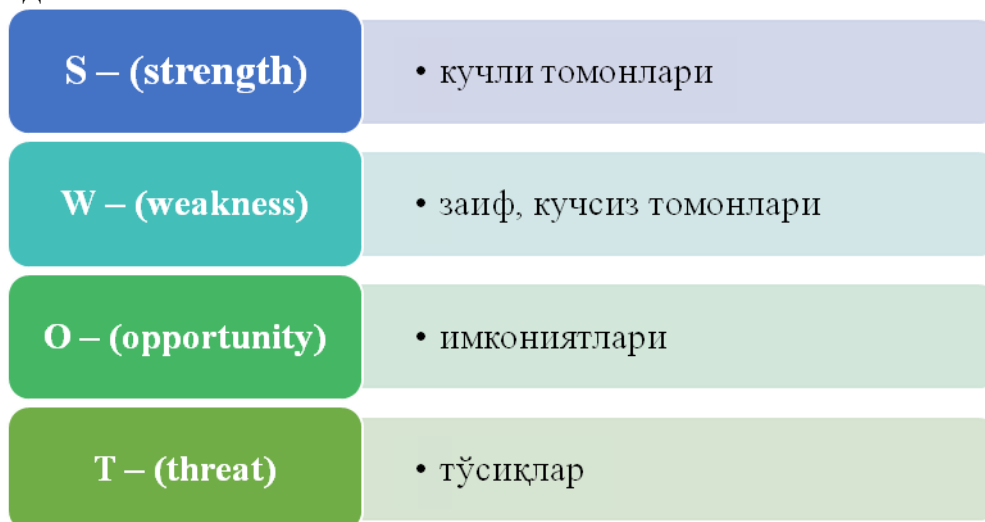 S – (strength)
• кучли томонлари
W – (weakness)
• заиф, кучсиз томонлари
O – (opportunity)
• имкониятлари
T – (threat)
• тўсиқлар